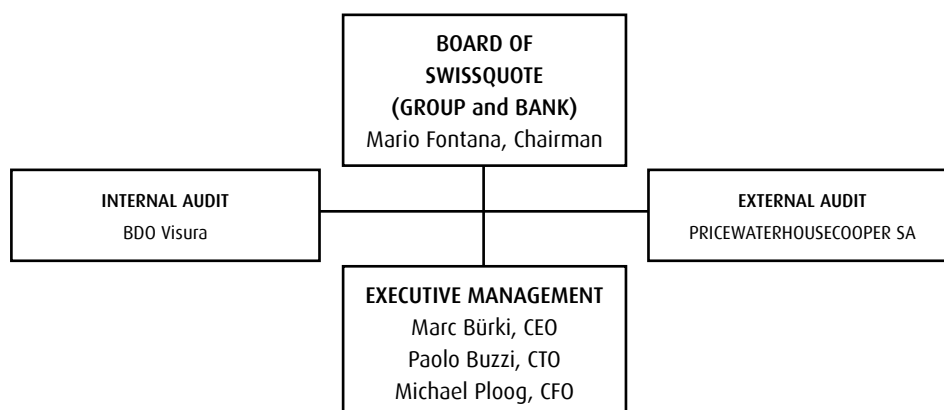 BOARD OF
SWISSQUOTE
(GROUP and BANK)
Mario Fontana, Chairman
INTERNAL AUDIT
BDO Visura
EXTERNAL AUDIT
PRICEWATERHOUSECOOPER SA
EXECUTIVE MANAGEMENT
Marc Bürki, CEO
Paolo Buzzi, CTO
Michael Ploog, CFO